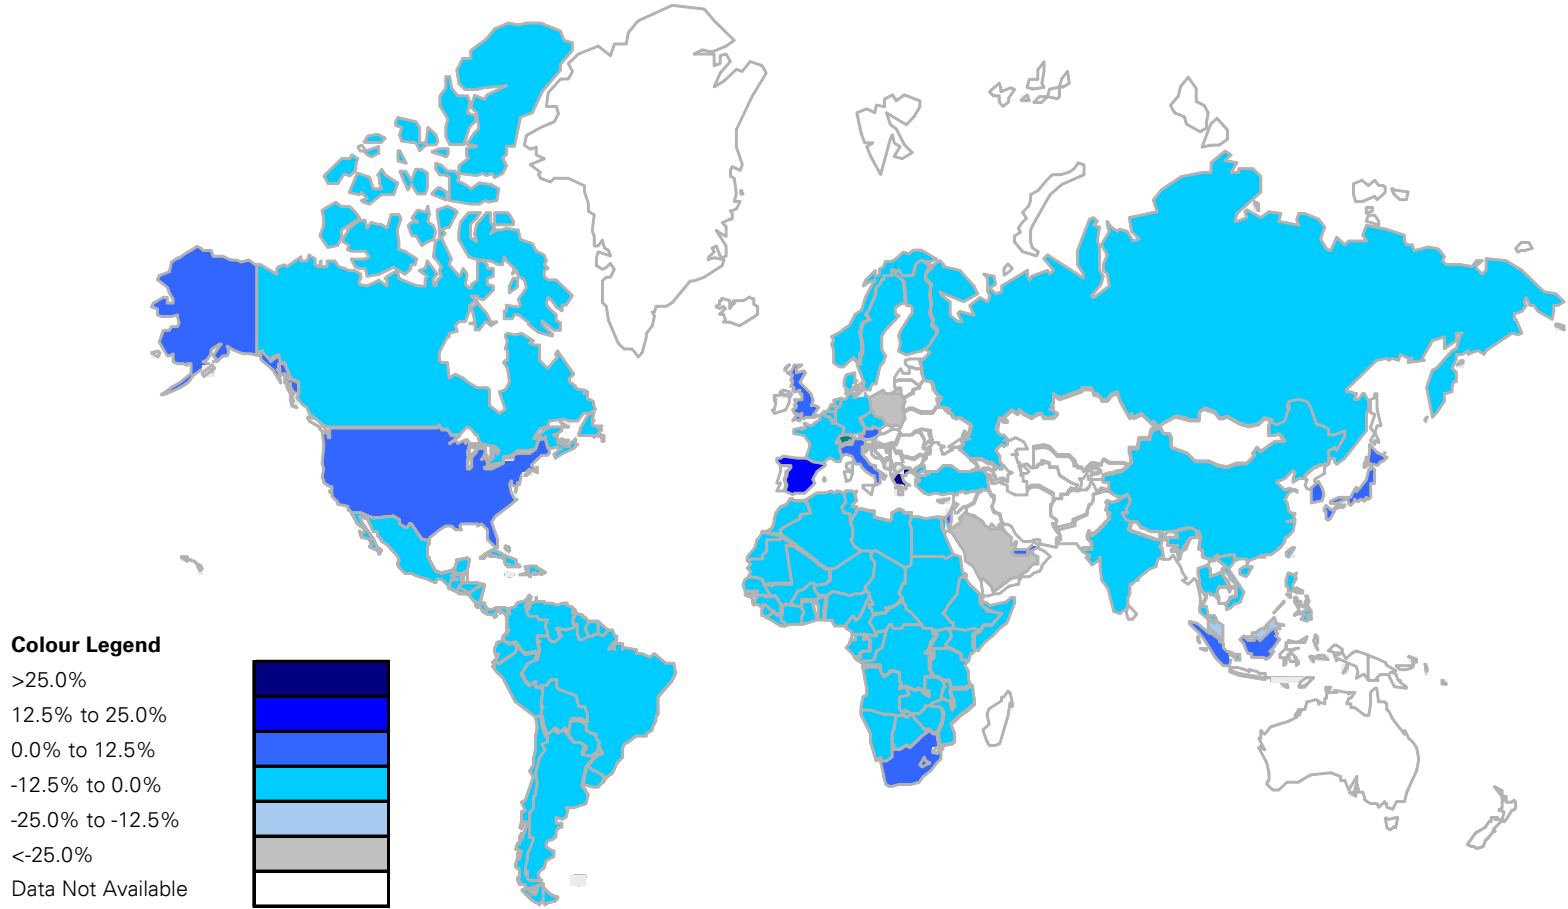 Colour Legend
>25.0%
12.5% to 25.0%
0.0% to 12.5%
-12.5% to 0.0%
-25.0% to -12.5%
<-25.0%
Data Not Available